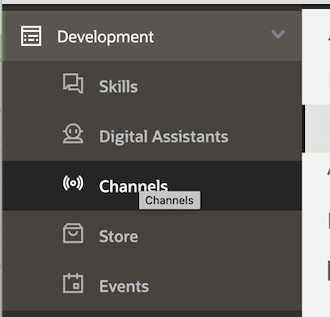 Development
Skills
Digital Assistants
Channels
Channels
Store
Events